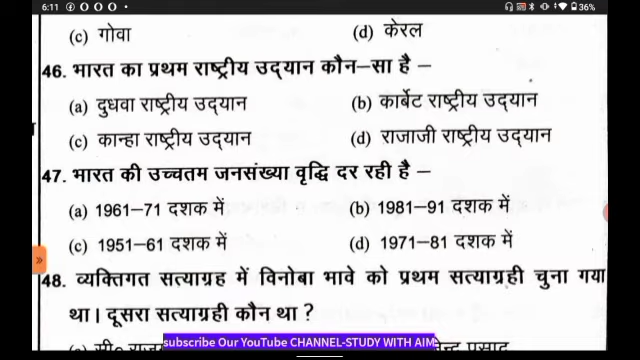 6:11
36%
(c) गोवा (d) केरल
46. भारत का प्रथम राष्ट्रीय उद्यान कौन–सा है –
(a) दुधवा राष्ट्रीय उद्यान (b) कार्बेट राष्ट्रीय उद्यान
(c) कान्हा राष्ट्रीय उद्यान (d) राजाजी राष्ट्रीय उद्यान
47. भारत की उच्चतम जनसंख्या वृद्धि दर रही है –
(a) 1961–71 दशक में (b) 1981–91 दशक में
(c) 1951–61 दशक में (d) 1971–81 दशक में
48. व्यक्तिगत सत्याग्रह में विनोबा भावे को प्रथम सत्याग्रही चुना गया
था। दूसरा सत्याग्रही कौन था ?
subscribe Our YouTube CHANNEL-STUDY WITH AIM